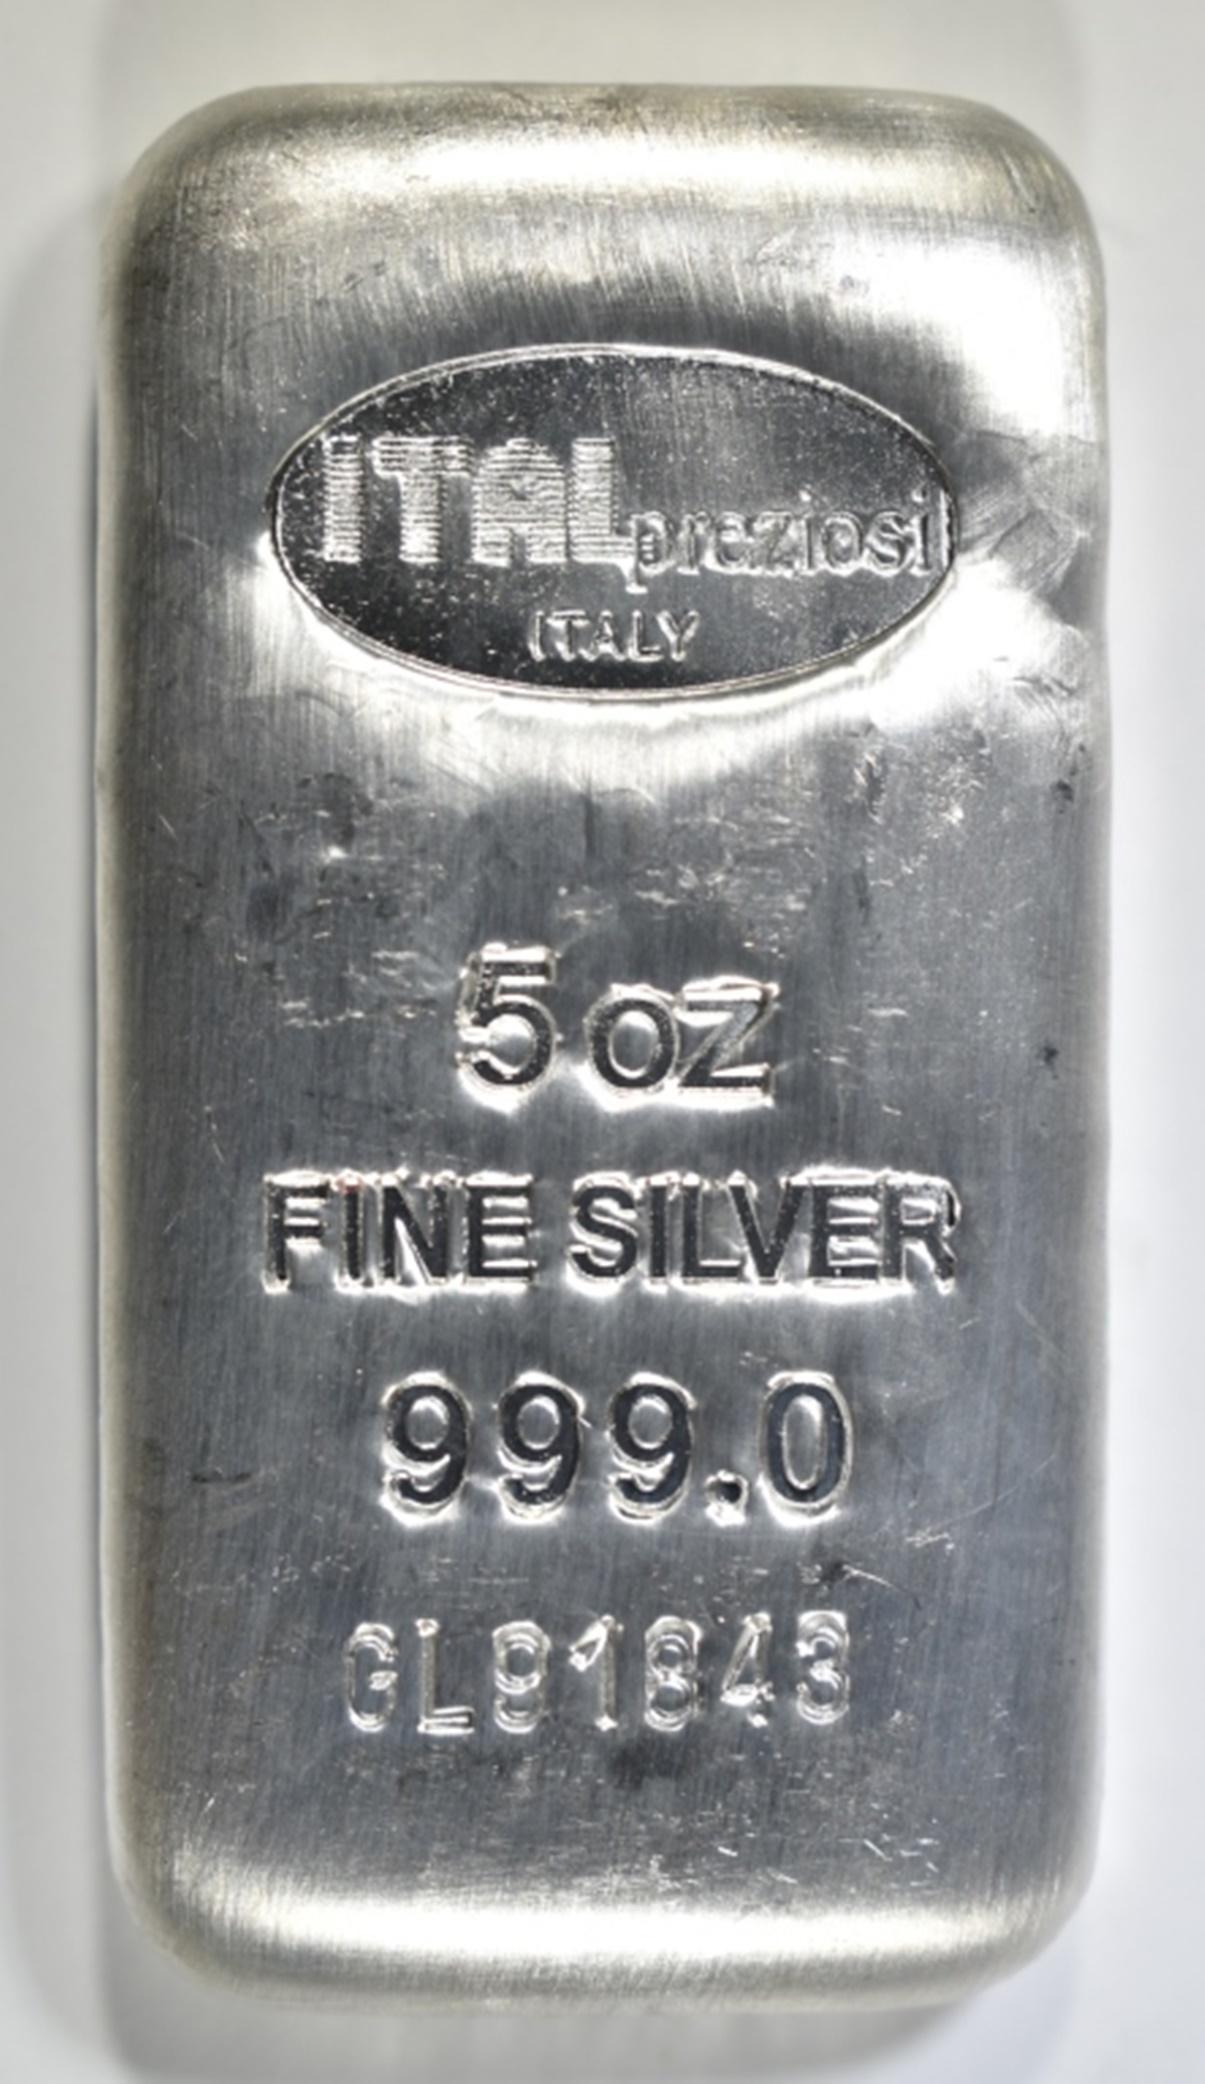 ITALpreziosi
ITALY
5 oz
FINE SILVER
999.0
GL91843